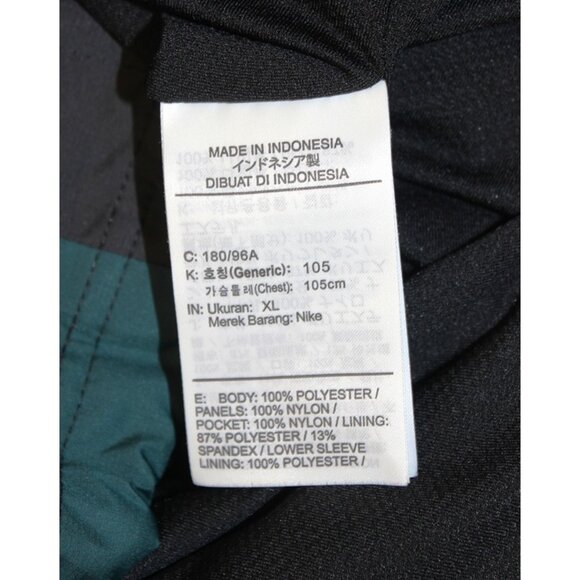 MADE IN INDONESIA
インドネシア製
DIBUAT DI INDONESIA
C: 180/96A
K: 호칭(Generic): 105
가슴둘레(Chest): 105cm
IN: Ukuran: XL
Merek Barang: Nike
E: BODY: 100% POLYESTER /
PANELS: 100% NYLON /
POCKET: 100% NYLON / LINING:
87% POLYESTER / 13%
SPANDEX / LOWER SLEEVE
LINING: 100% POLYESTER /